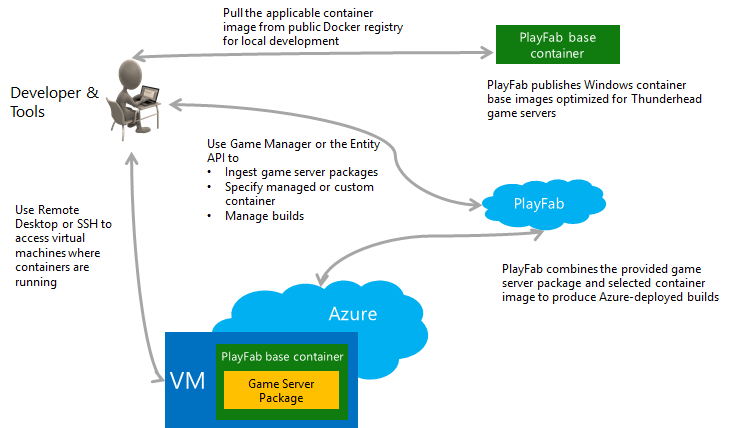 Pull the applicable container
image from public Docker registry
for local development
PlayFab base
container
Developer &
Tools
PlayFab publishes Windows container
base images optimized for Thunderhead
game servers
Use Game Manager or the Entity
API to
• Ingest game server packages
• Specify managed or custom
container
• Manage builds
PlayFab
Use Remote
Desktop or SSH to
access virtual
machines where
containers are
running
PlayFab combines the provided game
server package and selected container
image to produce Azure-deployed builds
Azure
PlayFab base container
VM
Game Server
Package